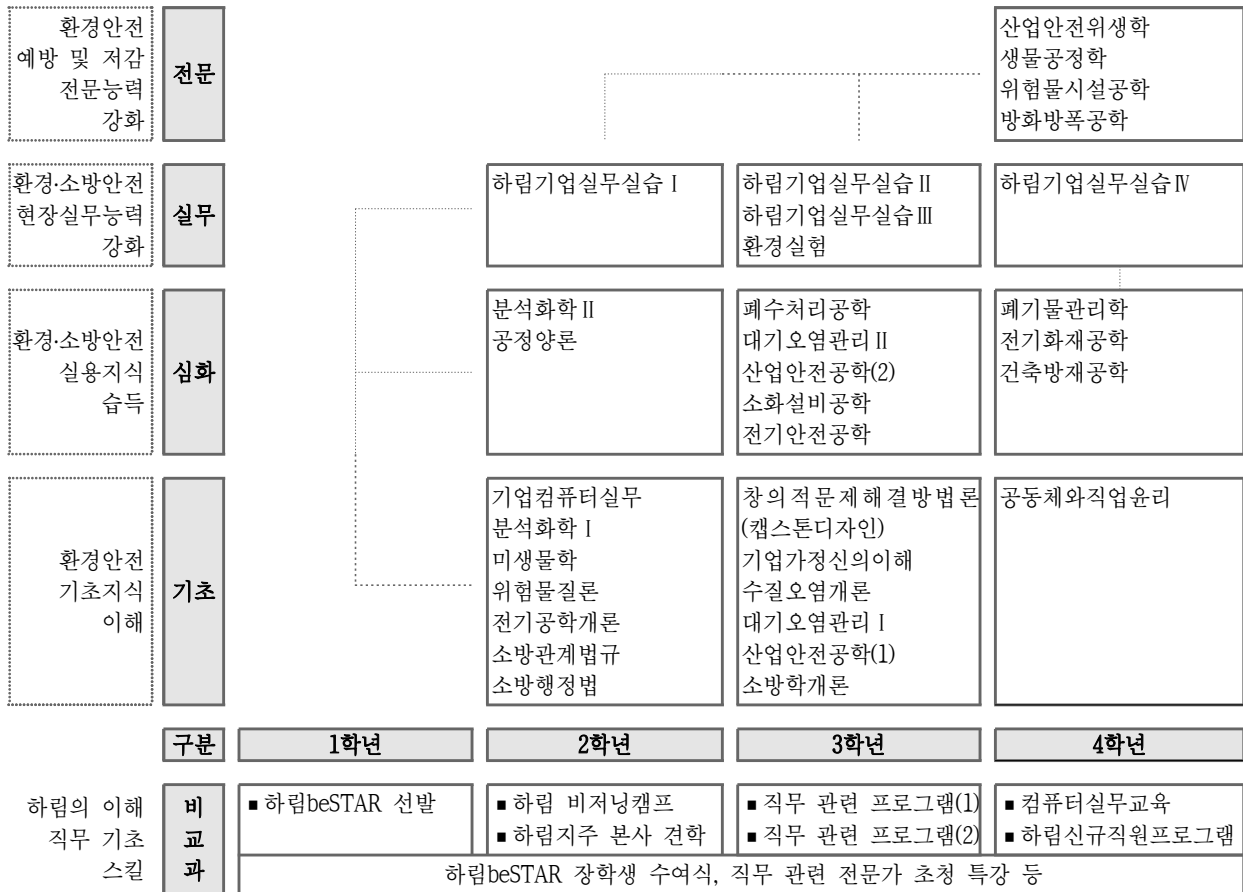 환경안전
예방 및 저감
전문능력
강화
전문
산업안전위생학
생물공정학
위험물시설공학
방화방폭공학
환경·소방안전
현장실무능력
강화
실무
하림기업실무실습Ⅰ
하림기업실무실습Ⅱ
하림기업실무실습Ⅲ
환경실험
하림기업실무실습Ⅳ
환경·소방안전
실용지식
습득
심화
분석화학Ⅱ
공정양론
폐수처리공학
대기오염관리Ⅱ
산업안전공학(2)
소화설비공학
전기안전공학
폐기물관리학
전기화재공학
건축방재공학
환경안전
기초지식
이해
기초
기업컴퓨터실무
분석화학Ⅰ
미생물학
위험물질론
전기공학개론
소방관계법규
소방행정법
창의적문제해결방법론
(캡스톤디자인)
기업가정신의이해
수질오염개론
대기오염관리Ⅰ
산업안전공학(1)
소방학개론
공동체와직업윤리
구분
1학년
2학년
3학년
4학년
하림의 이해
직무 기초
스킬
비
교
과
▪하림beSTAR 선발
▪하림 비저닝캠프
▪하림지주 본사 견학
▪직무 관련 프로그램(1)
▪직무 관련 프로그램(2)
▪컴퓨터실무교육
▪하림신규직원프로그램
하림beSTAR 장학생 수여식, 직무 관련 전문가 초청 특강 등